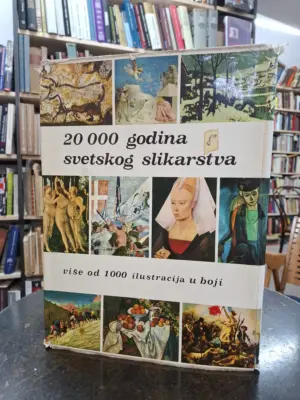 20 000 godina
svetskog slikarstva
više od 1000 ilustracija u boji